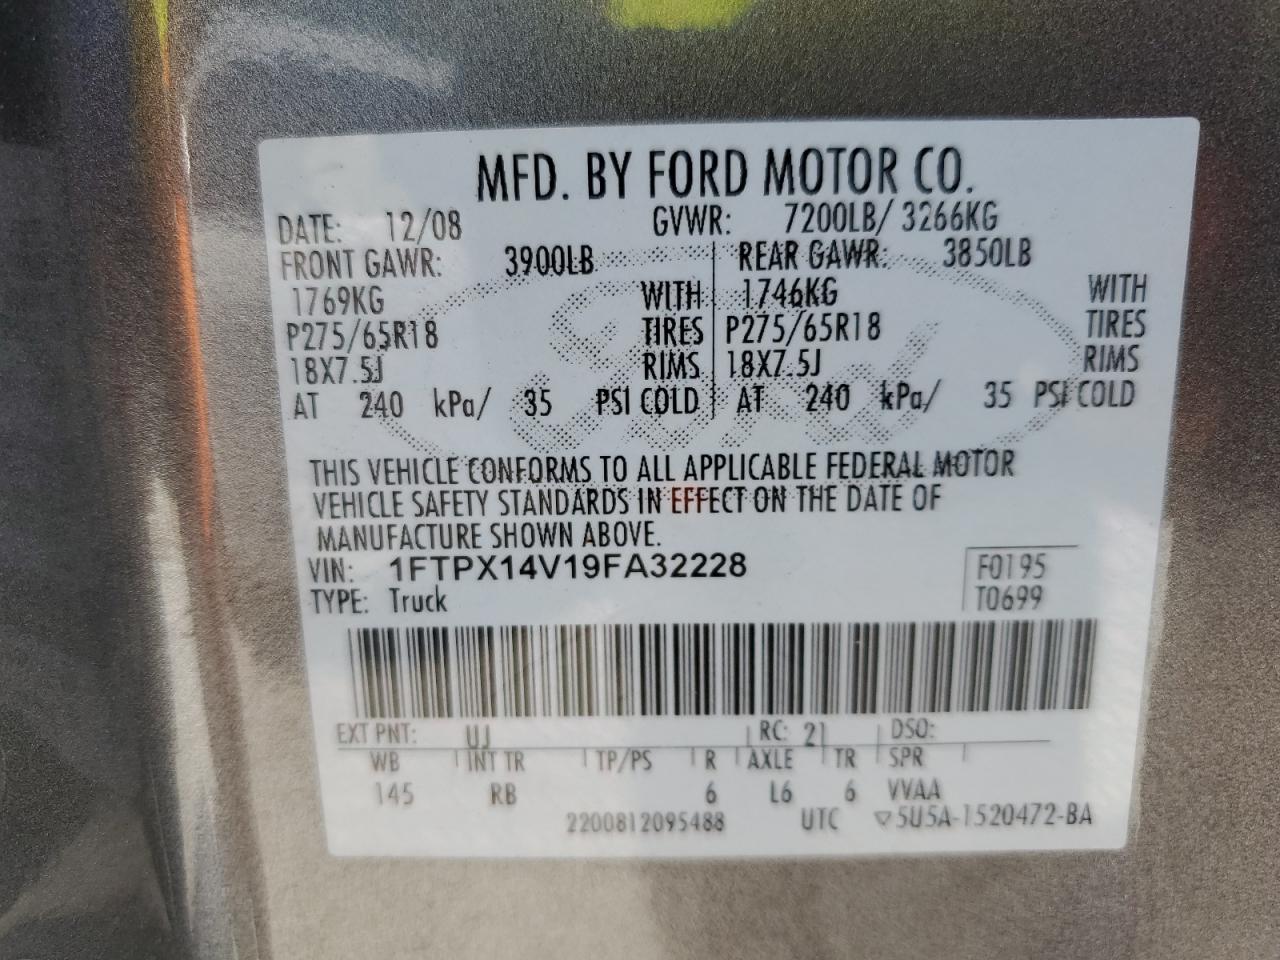 MFD. BY FORD MOTOR CO.
DATE: 12/08 GVWR: 7200LB/ 3266KG
FRONT GAWR: 3900LB REAR GAWR: 3850LB
1769KG WITH 1746KG WITH
P275/65R18 TIRES P275/65R18 TIRES
18X7.5J RIMS 18X7.5J RIMS
AT 240 kPa/ 35 PSI COLD AT 240 kPa/ 35 PSI COLD
THIS VEHICLE CONFORMS TO ALL APPLICABLE FEDERAL MOTOR
VEHICLE SAFETY STANDARDS IN EFFECT ON THE DATE OF
MANUFACTURE SHOWN ABOVE.
VIN: 1FTPX14V19FA32228 F0195
TYPE: Truck T0699
EXT PNT: UJ RC: 21 DSO:
WB INT TR TP/PS R AXLE TR SPR
145 RB 6 L6 6 VVAA
2200812095488 UTC ▽5U5A-1520472-BA